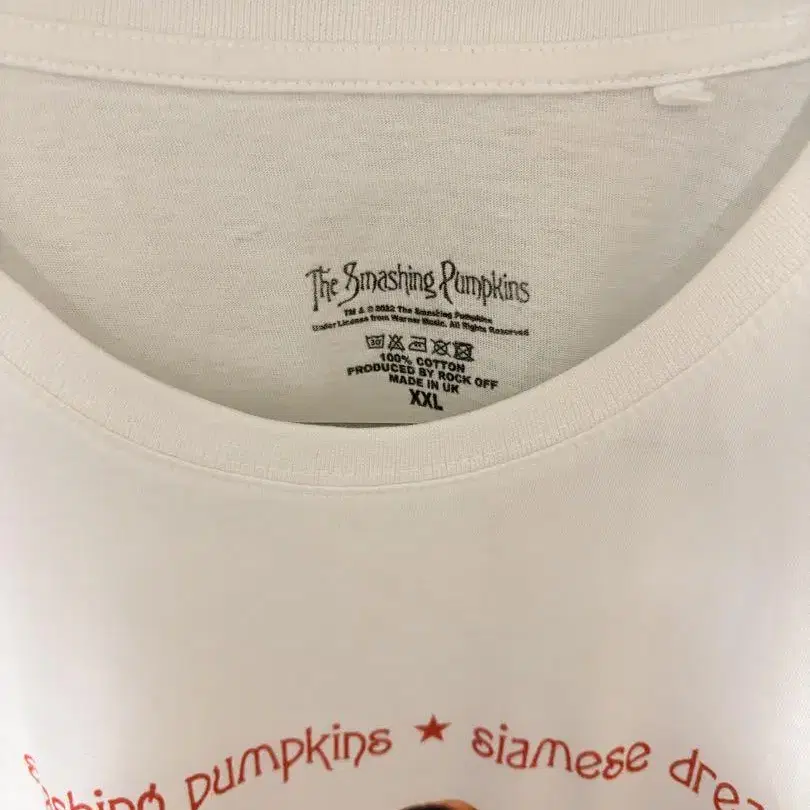 The Smashing Pumpkins
TM & © 2022 The Smashing Pumpkins
Under License from Warner Music. All Rights Reserved
30
100% COTTON
PRODUCED BY ROCK OFF
MADE IN UK
XXL
pumpkins ★ siamese